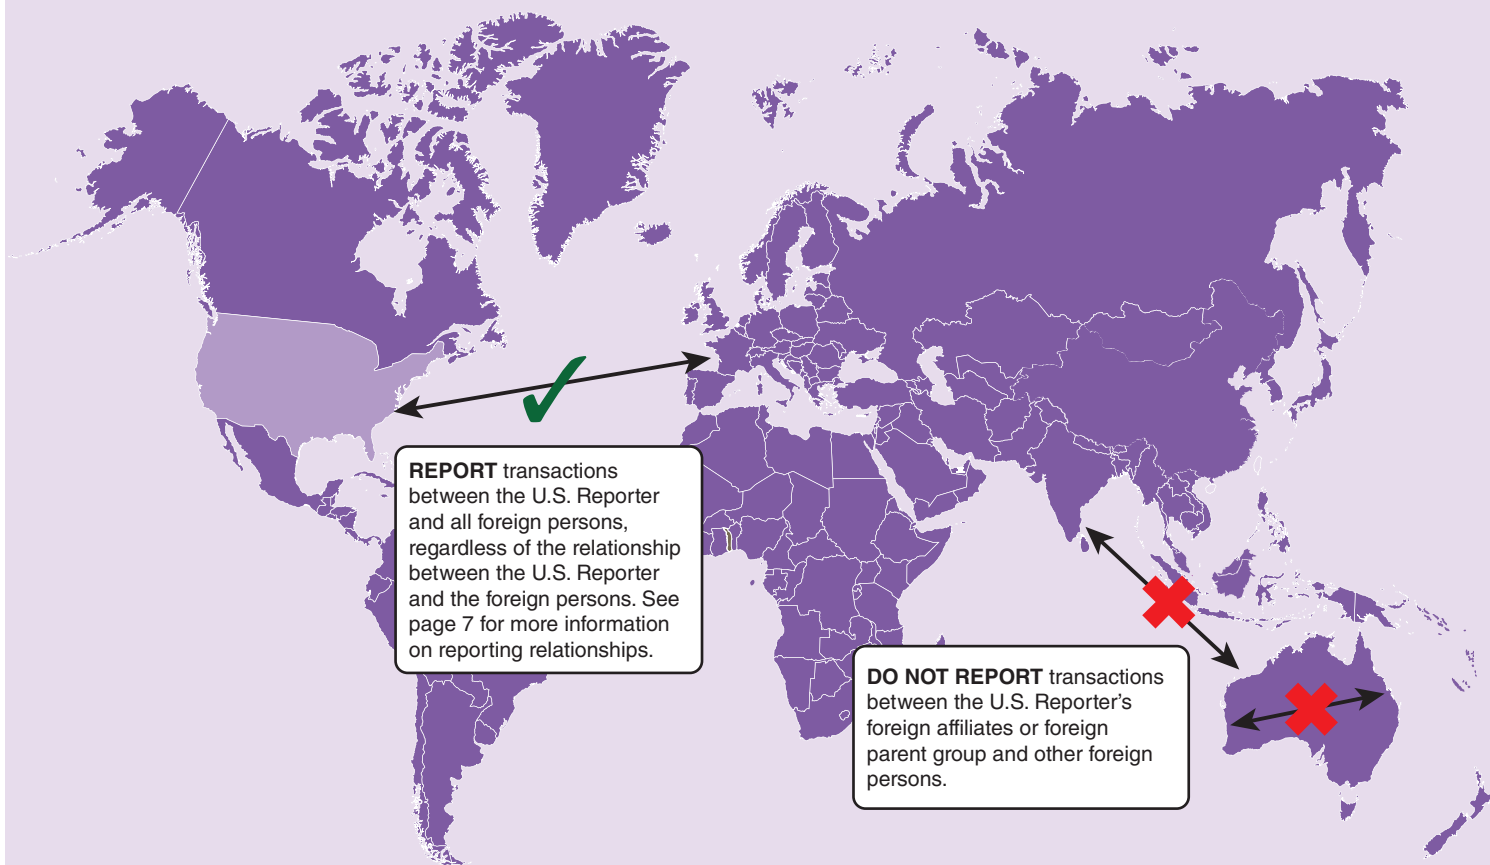 REPORT transactions
between the U.S. Reporter
and all foreign persons,
regardless of the relationship
between the U.S. Reporter
and the foreign persons. See
page 7 for more information
on reporting relationships.
DO NOT REPORT transactions
between the U.S. Reporter’s
foreign affiliates or foreign
parent group and other foreign
persons.